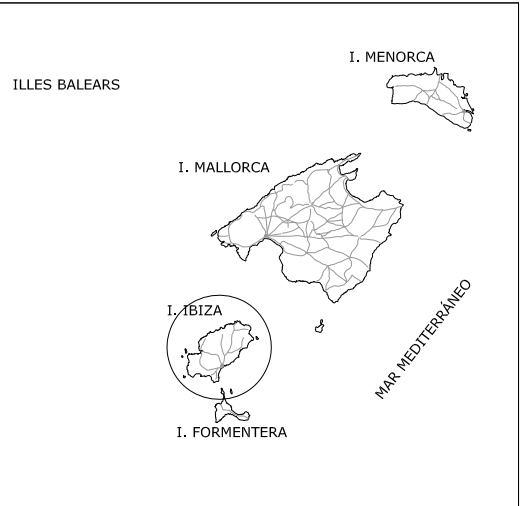 I. MENORCA
ILLES BALEARS
I. MALLORCA
MAR MEDITERRÁNEO
I. IBIZA
I. FORMENTERA